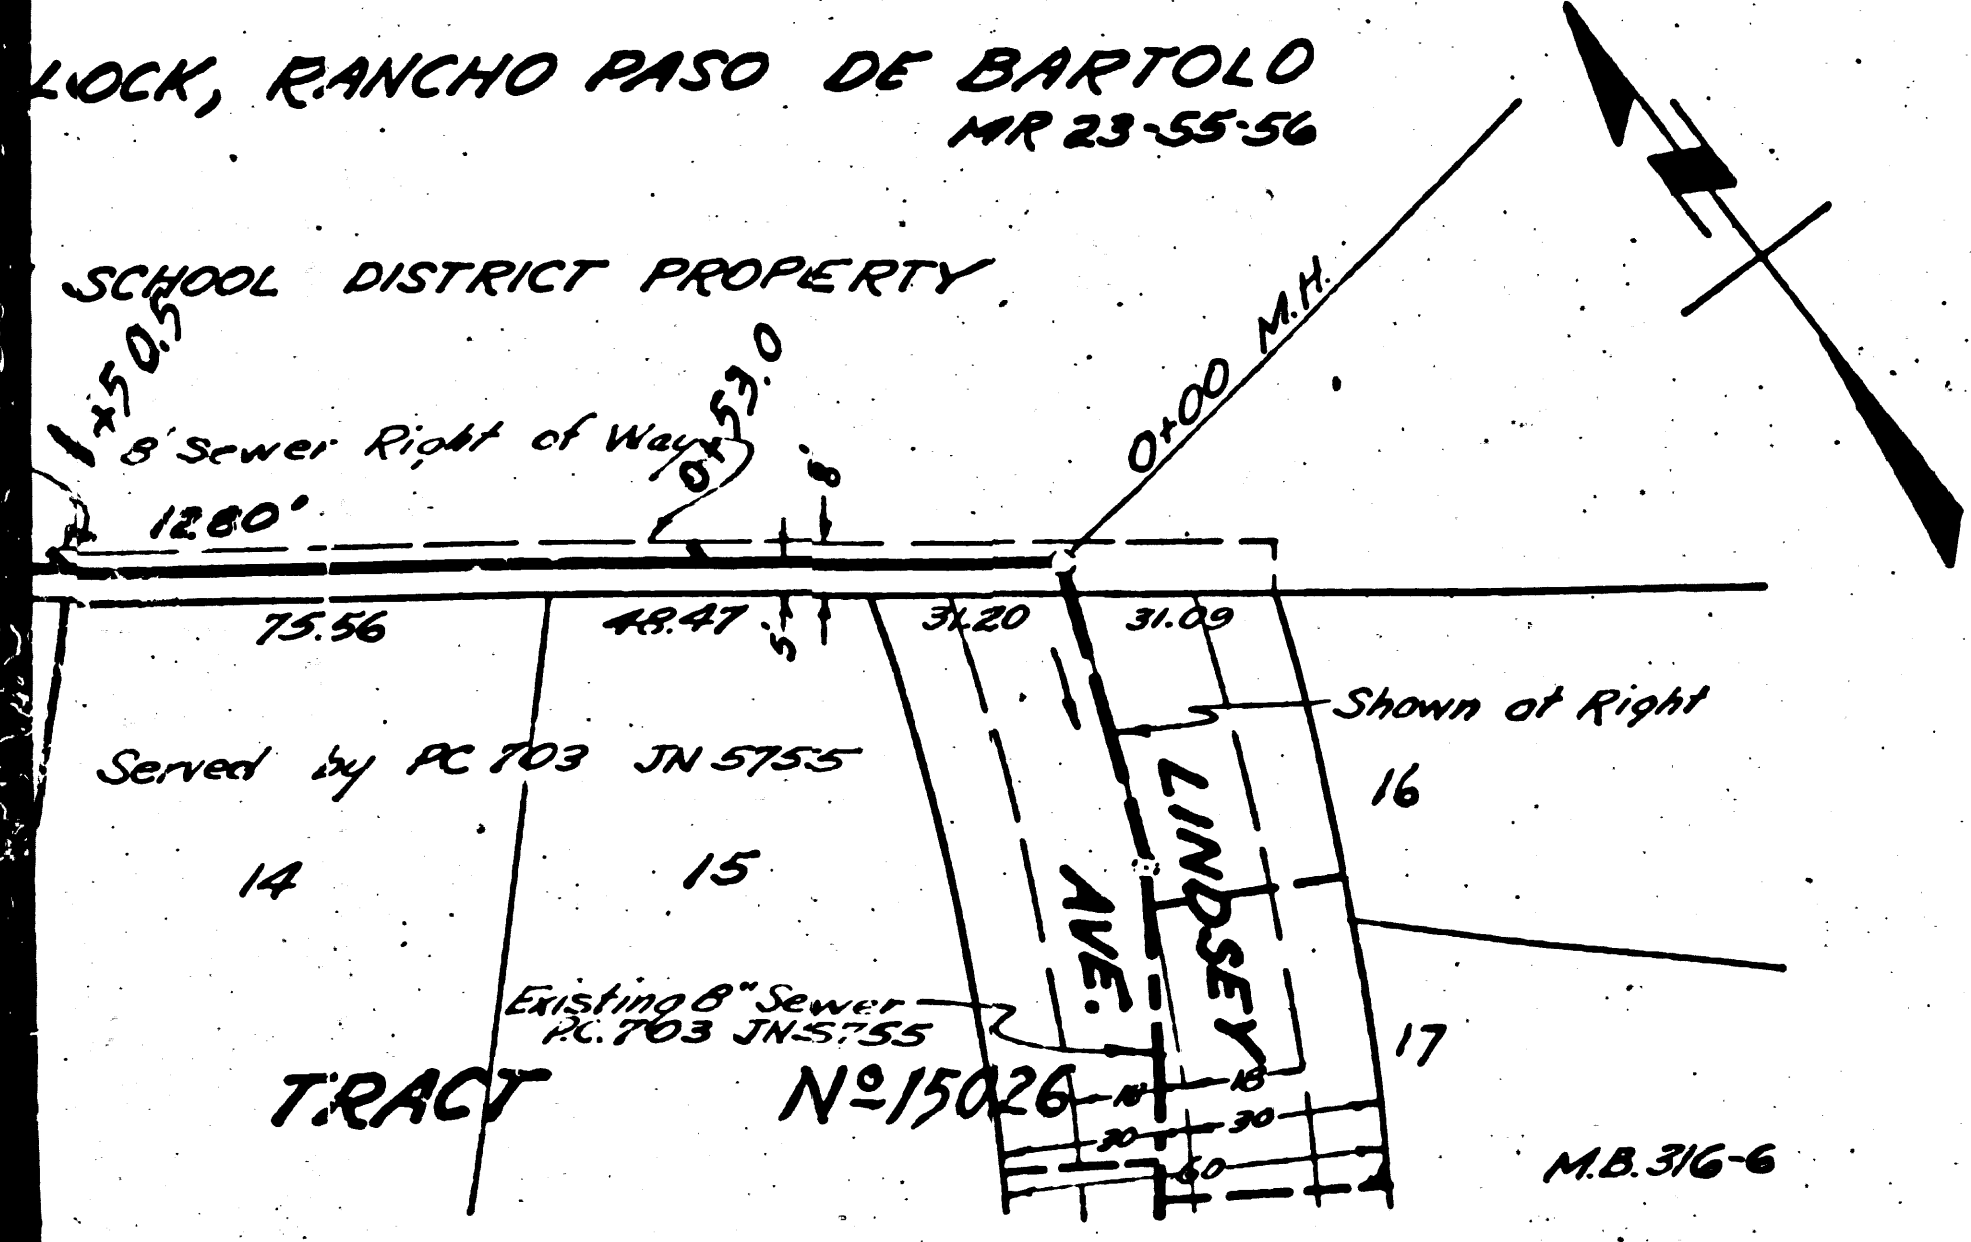 LOCK, RANCHO PASO DE BARTOLO
MR 23-55-56
SCHOOL DISTRICT PROPERTY
1+50.5
0+53.0
0+00 M.H.
8' Sewer Right of Way
8'
5'
75.56
48.47
31.20
31.09
Shown at Right
Served by PC 703 JN 5755
16
14
15
LINDSEY
AVE.
Existing 8" Sewer
P.C. 703 JN 5755
17
TRACT Nº 15026
18
18
30
30
60
M.B. 316-6